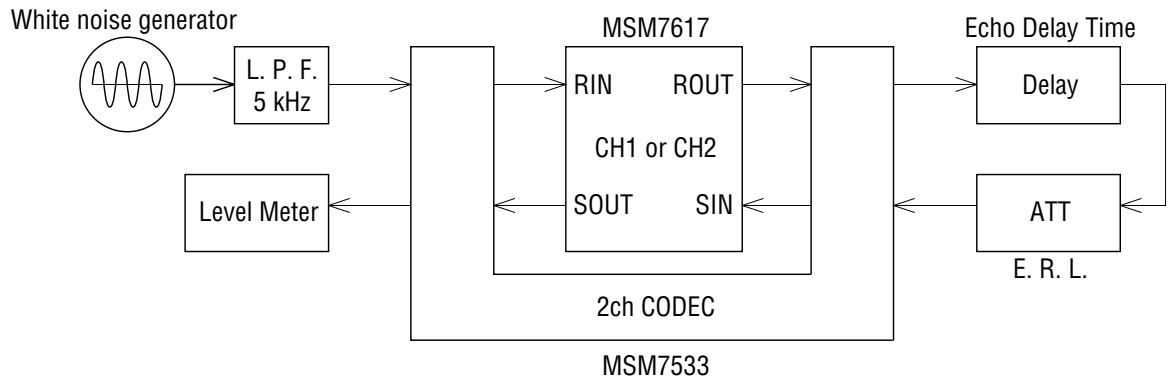 White noise generator
L. P. F.
5 kHz
MSM7617
RIN
ROUT
CH1 or CH2
SOUT
SIN
Echo Delay Time
Delay
Level Meter
ATT
E. R. L.
2ch CODEC
MSM7533